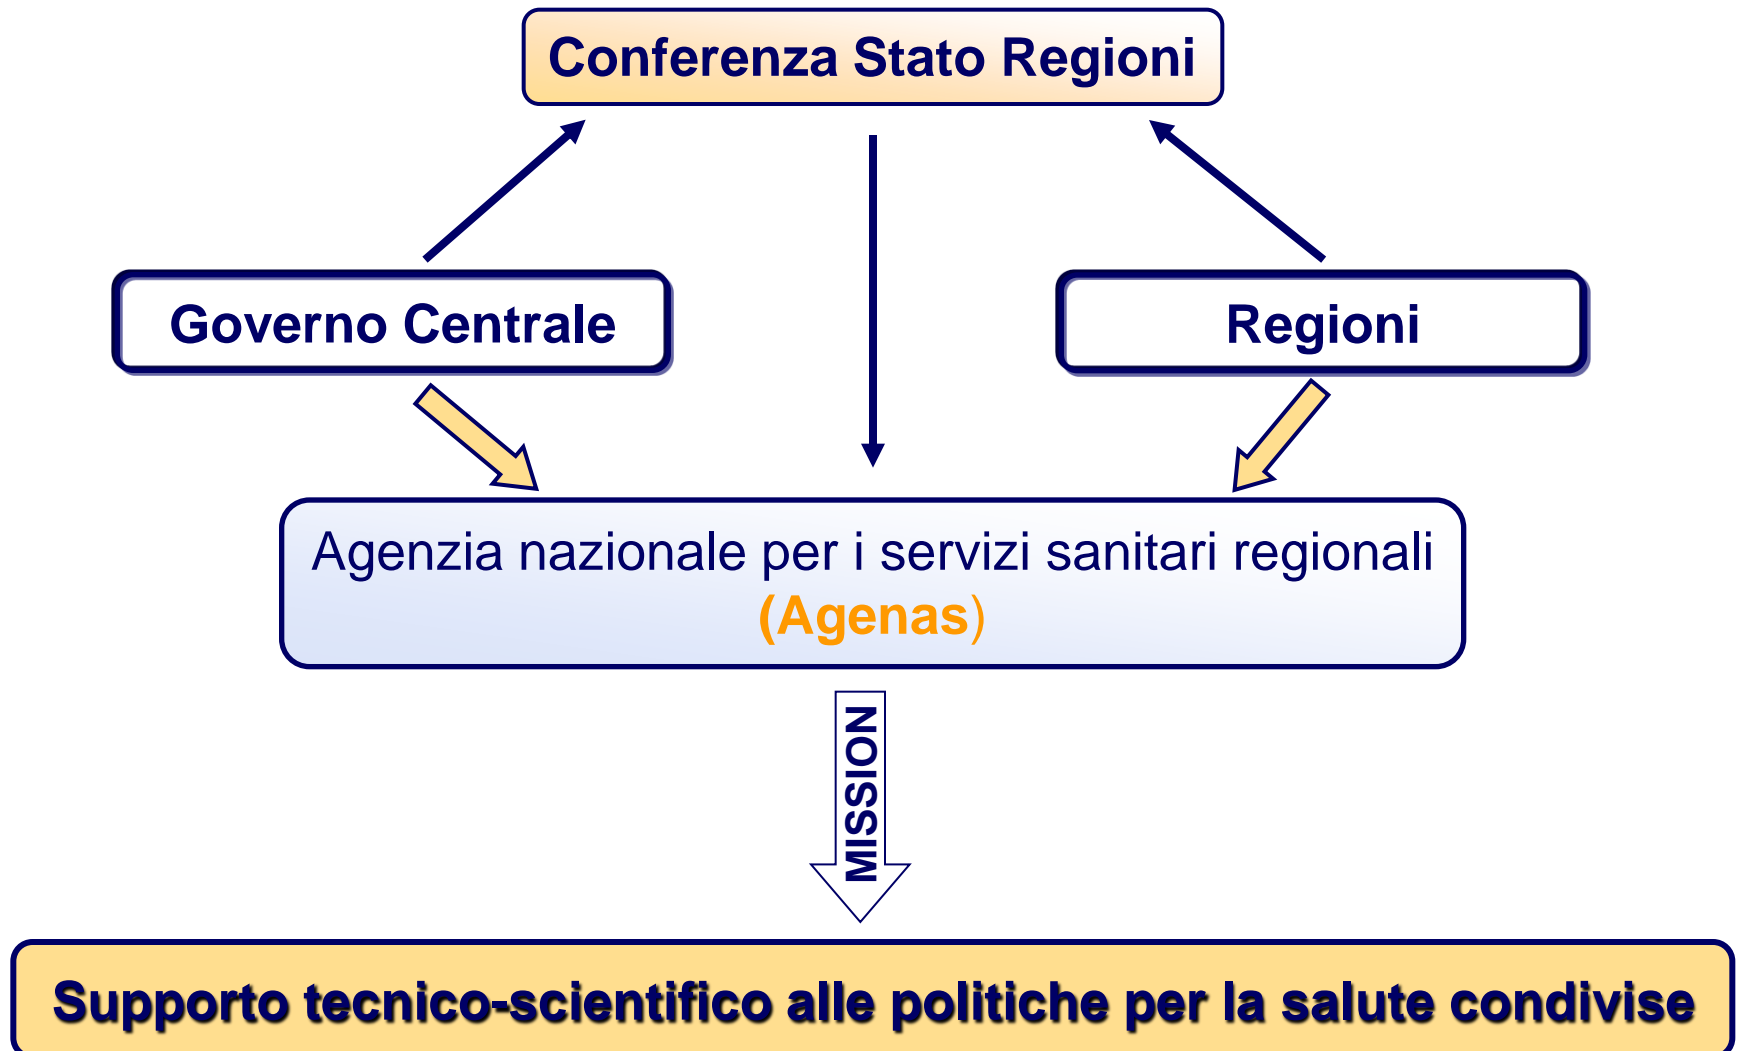 Conferenza Stato Regioni
Governo Centrale
Regioni
Agenzia nazionale per i servizi sanitari regionali
(Agenas)
MISSION
Supporto tecnico-scientifico alle politiche per la salute condivise